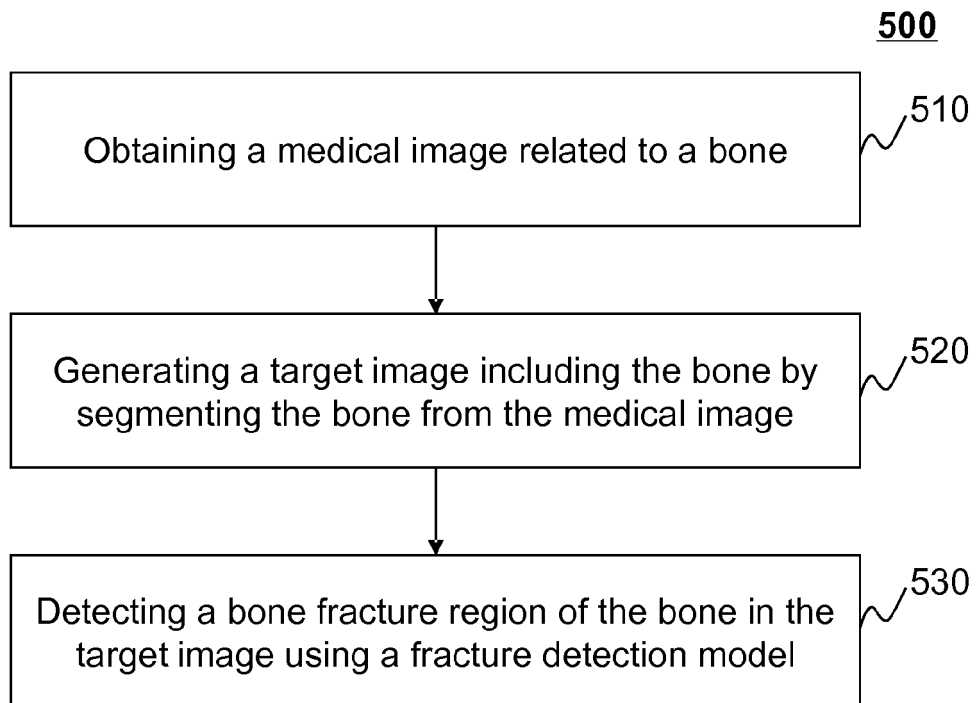 500
Obtaining a medical image related to a bone
510
Generating a target image including the bone by
segmenting the bone from the medical image
520
Detecting a bone fracture region of the bone in the
target image using a fracture detection model
530